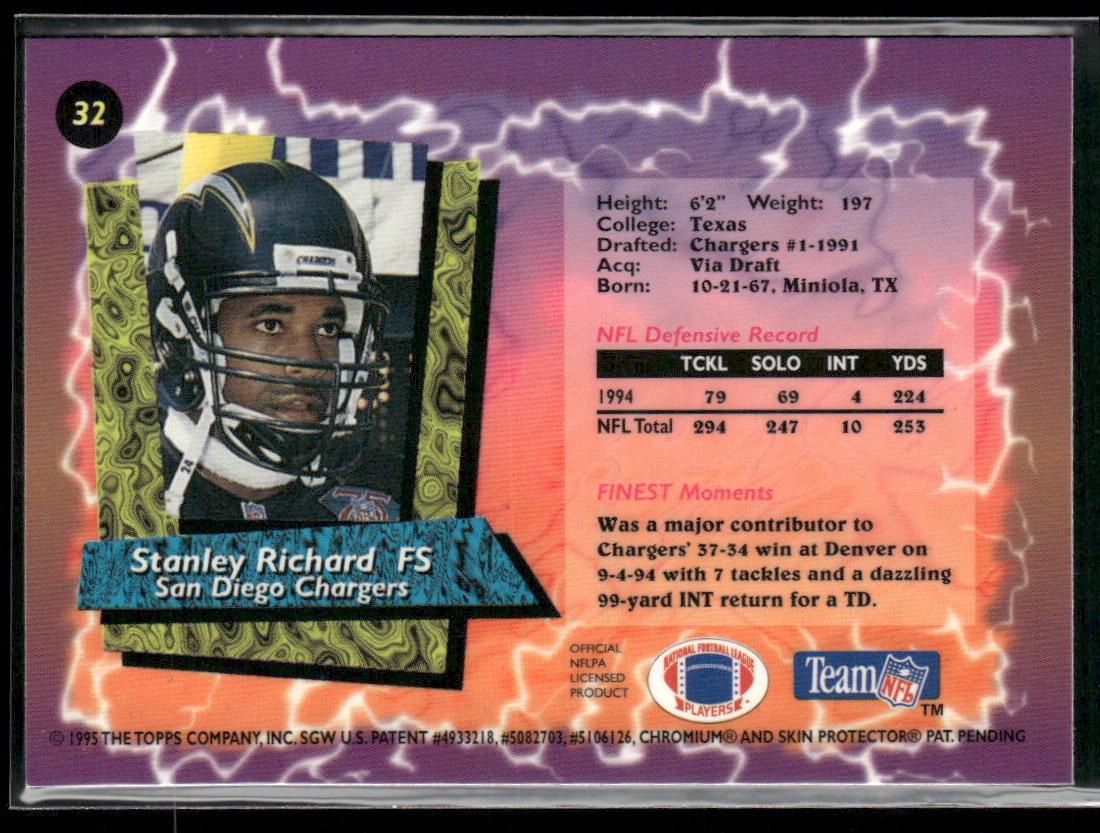 32
CHARGERS
24
75
Stanley Richard FS
San Diego Chargers
Height: 6'2" Weight: 197
College: Texas
Drafted: Chargers #1-1991
Acq: Via Draft
Born: 10-21-67, Miniola, TX
NFL Defensive Record
TCKL SOLO INT YDS
1994 79 69 4 224
NFL Total 294 247 10 253
FINEST Moments
Was a major contributor to
Chargers' 37-34 win at Denver on
9-4-94 with 7 tackles and a dazzling
99-yard INT return for a TD.
OFFICIAL
NFLPA
LICENSED
PRODUCT
NATIONAL FOOTBALL LEAGUE
PLAYERS
Team NFL
TM
© 1995 THE TOPPS COMPANY, INC. SGW U.S. PATENT #4933218, #5082703, #5106126, CHROMIUM® AND SKIN PROTECTOR® PAT. PENDING